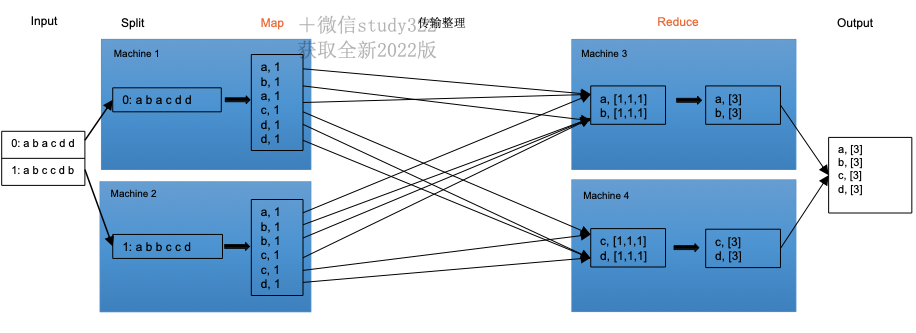 Input
Split
Map
传输整理
Reduce
Output
＋微信study322
获取全新2022版
0: a b a c d d
1: a b c c d b
Machine 1
0: a b a c d d
a, 1
b, 1
a, 1
c, 1
d, 1
d, 1
Machine 2
1: a b b c c d
a, 1
b, 1
b, 1
c, 1
c, 1
d, 1
Machine 3
a, [1,1,1]
b, [1,1,1]
a, [3]
b, [3]
Machine 4
c, [1,1,1]
d, [1,1,1]
c, [3]
d, [3]
a, [3]
b, [3]
c, [3]
d, [3]